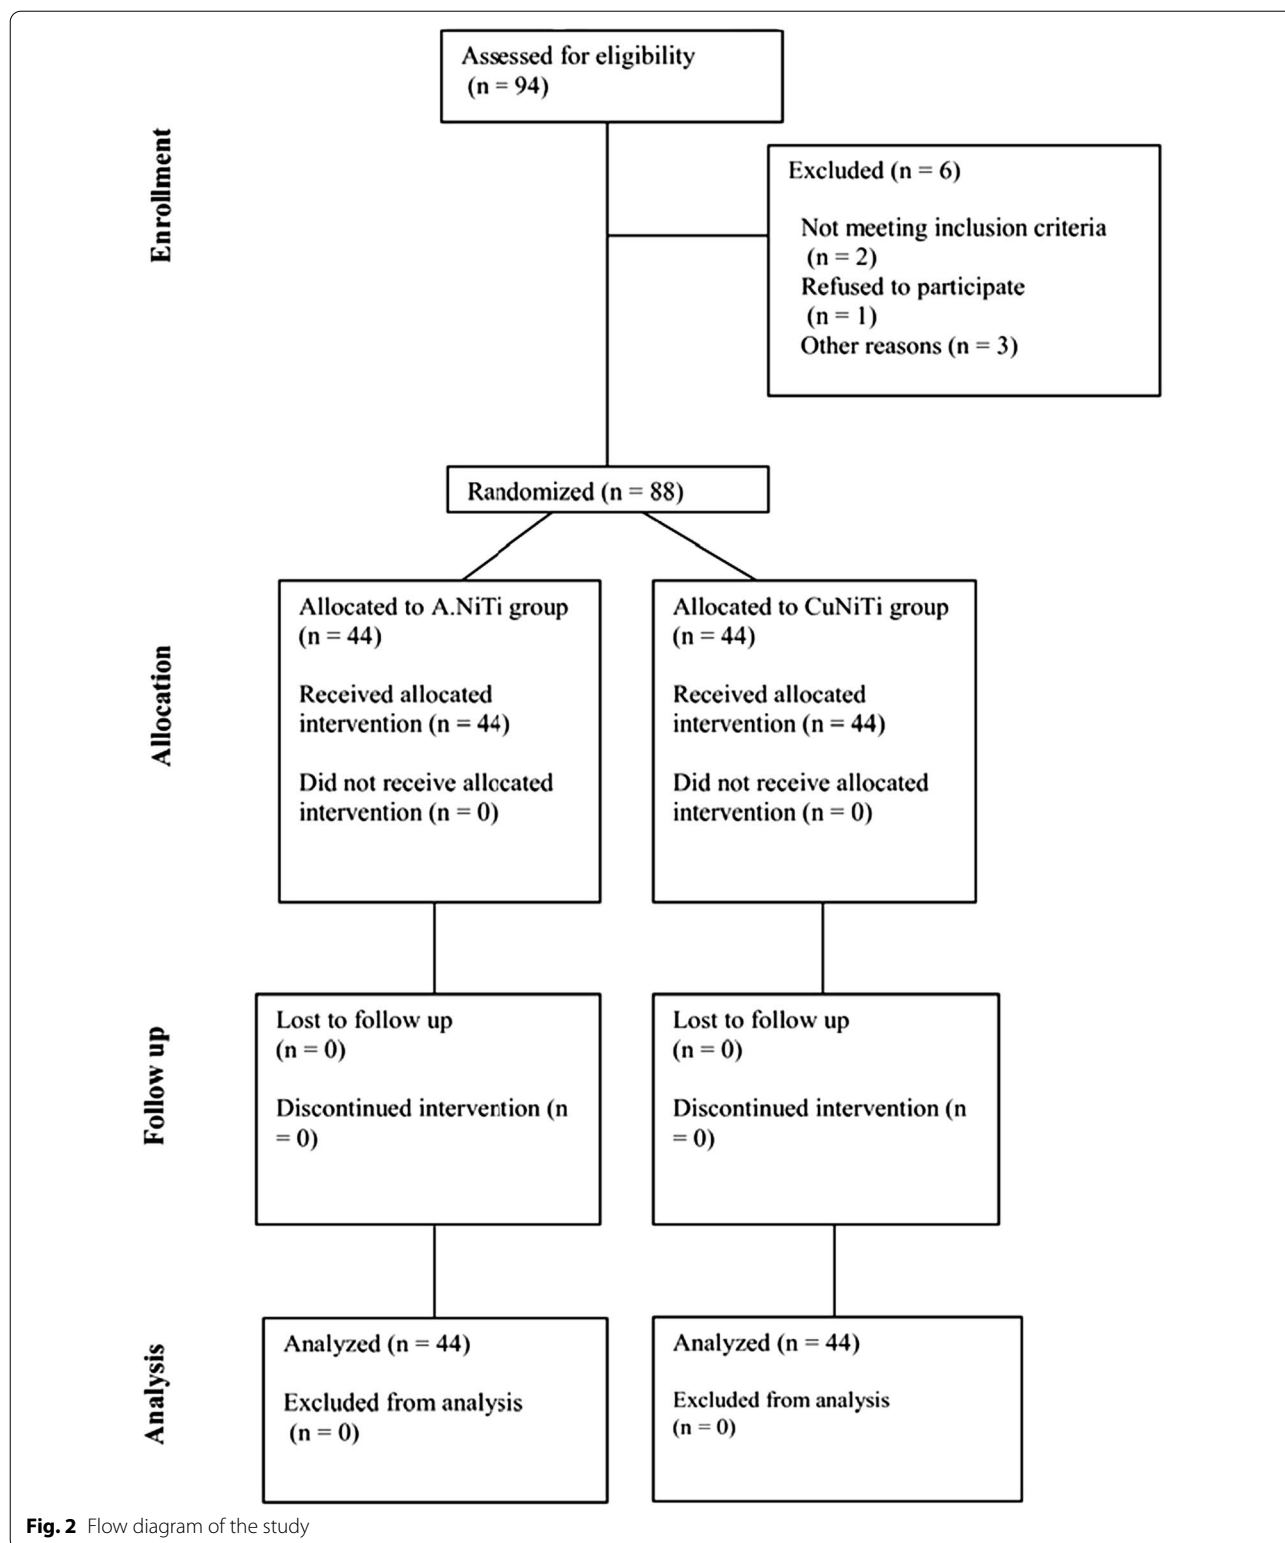 Assessed for eligibility
(n = 94)
Enrollment
Excluded (n = 6)
Not meeting inclusion criteria
(n = 2)
Refused to participate
(n = 1)
Other reasons (n = 3)
Randomized (n = 88)
Allocation
Allocated to A.NiTi group
(n = 44)
Received allocated
intervention (n = 44)
Did not receive allocated
intervention (n = 0)
Allocated to CuNiTi group
(n = 44)
Received allocated
intervention (n = 44)
Did not receive allocated
intervention (n = 0)
Follow up
Lost to follow up
(n = 0)
Discontinued intervention (n
= 0)
Lost to follow up
(n = 0)
Discontinued intervention (n
= 0)
Analysis
Analyzed (n = 44)
Excluded from analysis
(n = 0)
Analyzed (n = 44)
Excluded from analysis
(n = 0)
Fig. 2 Flow diagram of the study